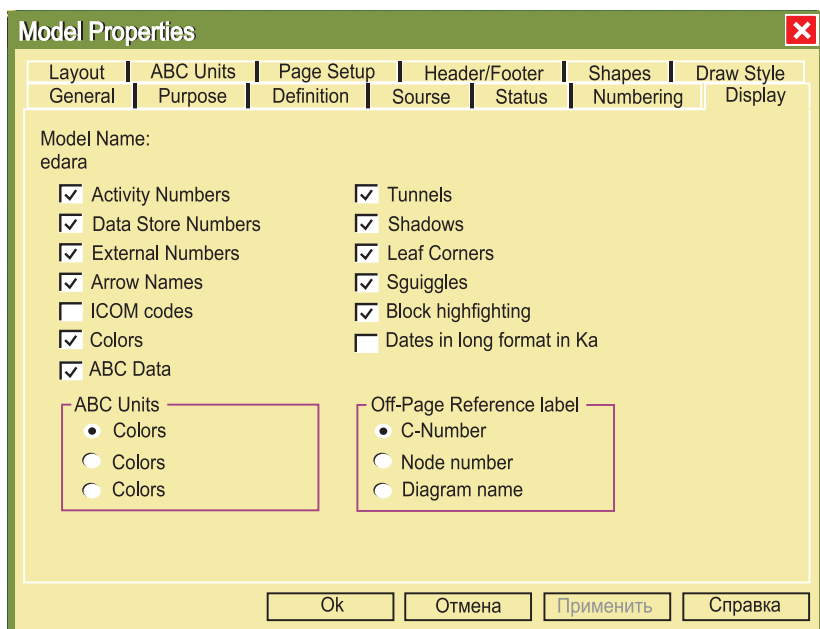 Model Properties
Layout ABC Units Page Setup Header/Footer Shapes Draw Style
General Purpose Definition Sourse Status Numbering Display
Model Name:
edara
Activity Numbers
Data Store Numbers
External Numbers
Arrow Names
ICOM codes
Colors
ABC Data
Tunnels
Shadows
Leaf Corners
Sguiggles
Block highfighting
Dates in long format in Ka
ABC Units
Colors
Colors
Colors
Off-Page Reference label
C-Number
Node number
Diagram name
Ok Отмена Применить Справка